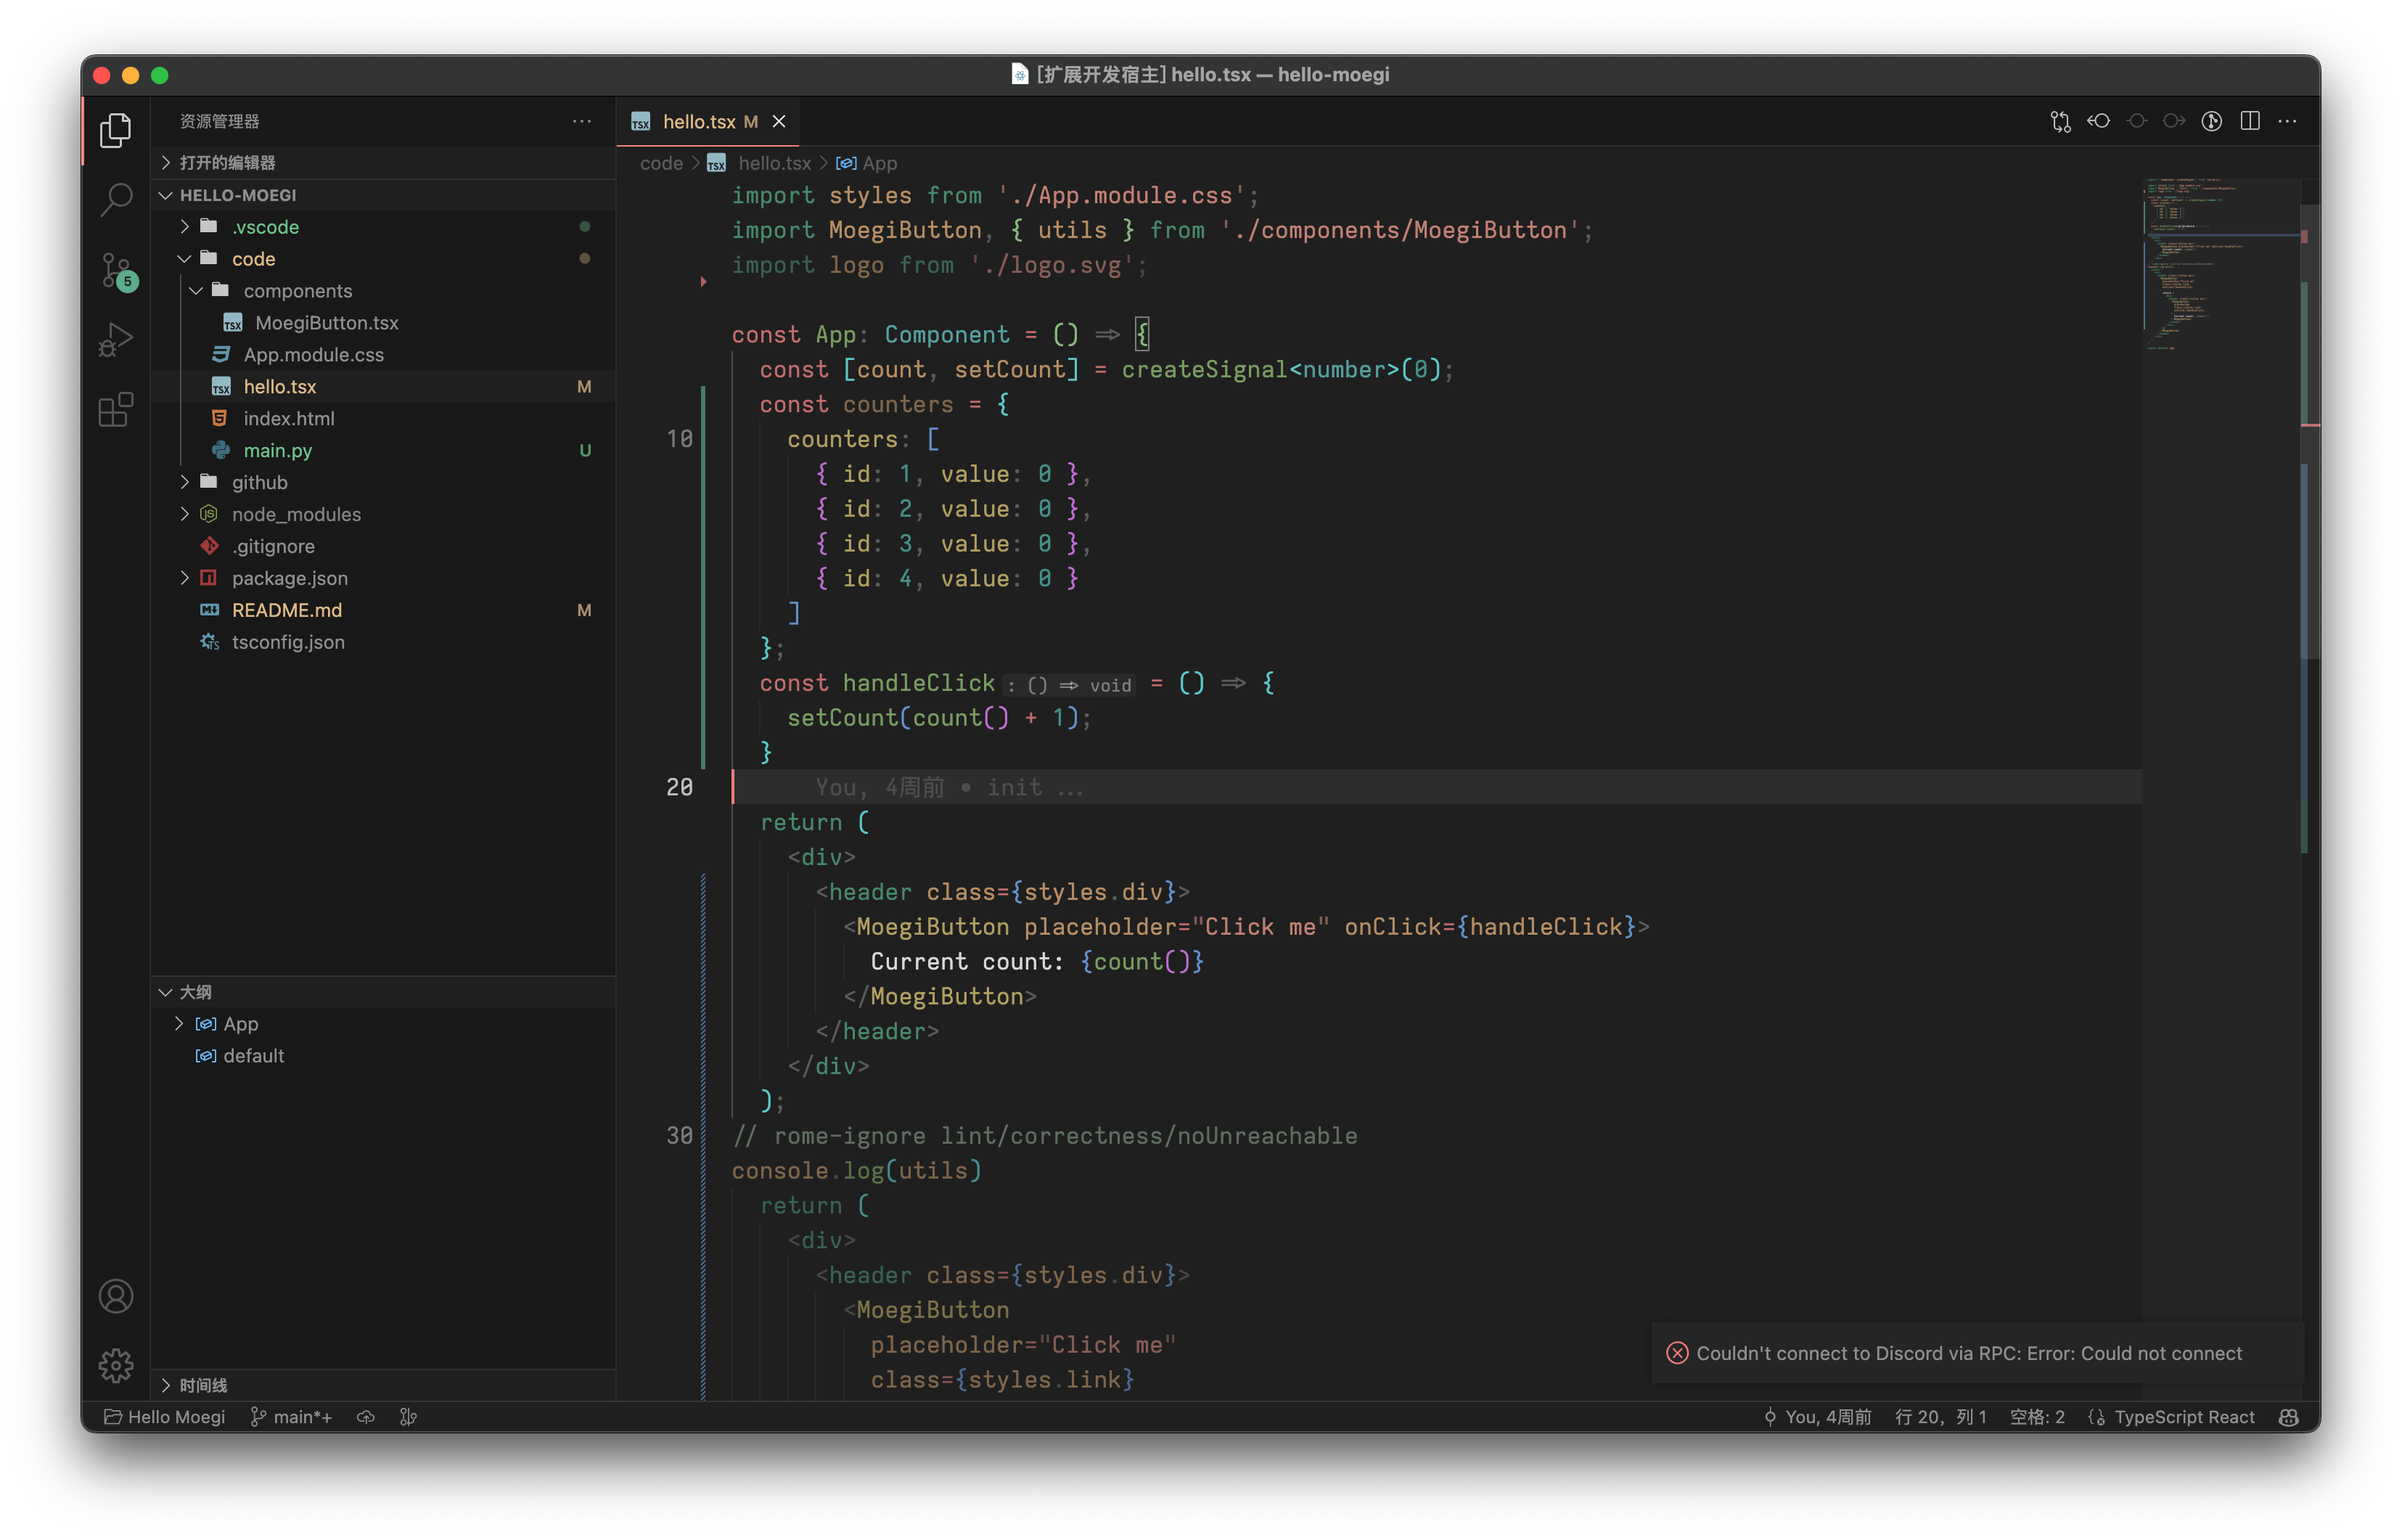 [扩展开发宿主] hello.tsx — hello-moegi
资源管理器
打开的编辑器
HELLO-MOEGI
.vscode
code
components
MoegiButton.tsx
App.module.css
hello.tsx M
index.html
main.py U
github
node_modules
.gitignore
package.json
README.md M
tsconfig.json
大纲
App
default
时间线
5
hello.tsx M
code > hello.tsx > App
import styles from './App.module.css';
import MoegiButton, { utils } from './components/MoegiButton';
import logo from './logo.svg';
const App: Component = () => {
const [count, setCount] = createSignal<number>(0);
const counters = {
10 counters: [
{ id: 1, value: 0 },
{ id: 2, value: 0 },
{ id: 3, value: 0 },
{ id: 4, value: 0 }
]
};
const handleClick : () => void = () => {
setCount(count() + 1);
}
20 You, 4周前 • init ...
return (
<div>
<header class={styles.div}>
<MoegiButton placeholder="Click me" onClick={handleClick}>
Current count: {count()}
</MoegiButton>
</header>
</div>
);
30 // rome-ignore lint/correctness/noUnreachable
console.log(utils)
return (
<div>
<header class={styles.div}>
<MoegiButton
placeholder="Click me"
class={styles.link}
Couldn't connect to Discord via RPC: Error: Could not connect
Hello Moegi main*+ You, 4周前 行 20，列 1 空格: 2 TypeScript React